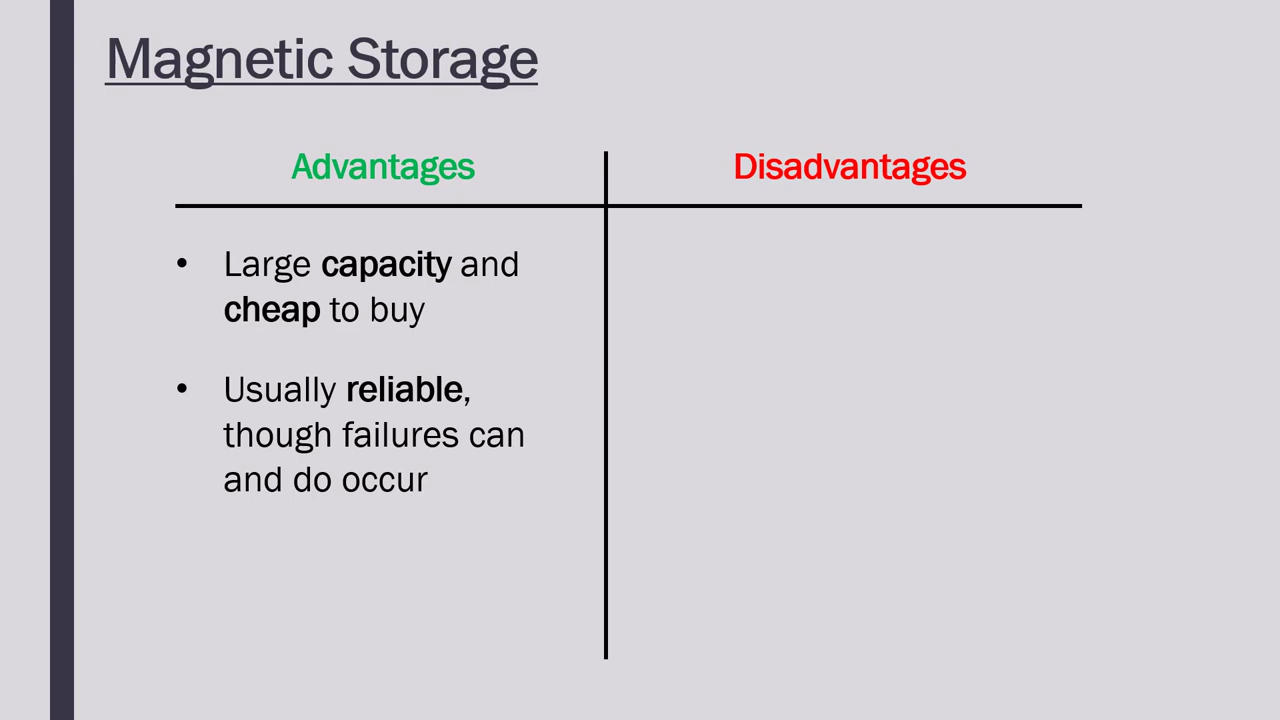 Magnetic Storage
Advantages
Disadvantages
• Large capacity and
cheap to buy
• Usually reliable,
though failures can
and do occur